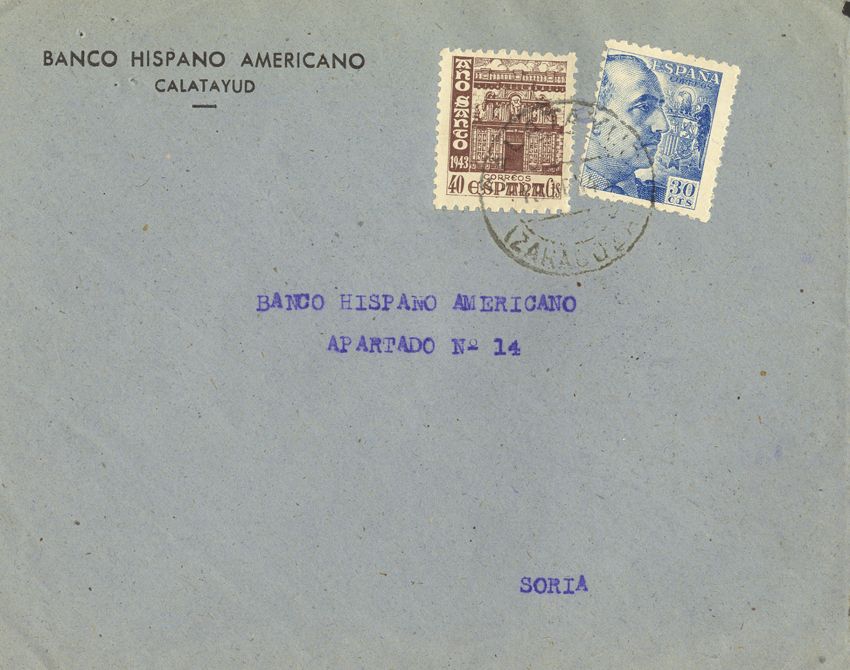 BANCO HISPANO AMERICANO
CALATAYUD
AÑO SANTO
1943
CORREOS
40 ESPAÑA Cts
ESPAÑA
CORREOS
30
CTS
(ZARAGOZA)
BANCO HISPANO AMERICANO
APARTADO Nº 14
SORIA